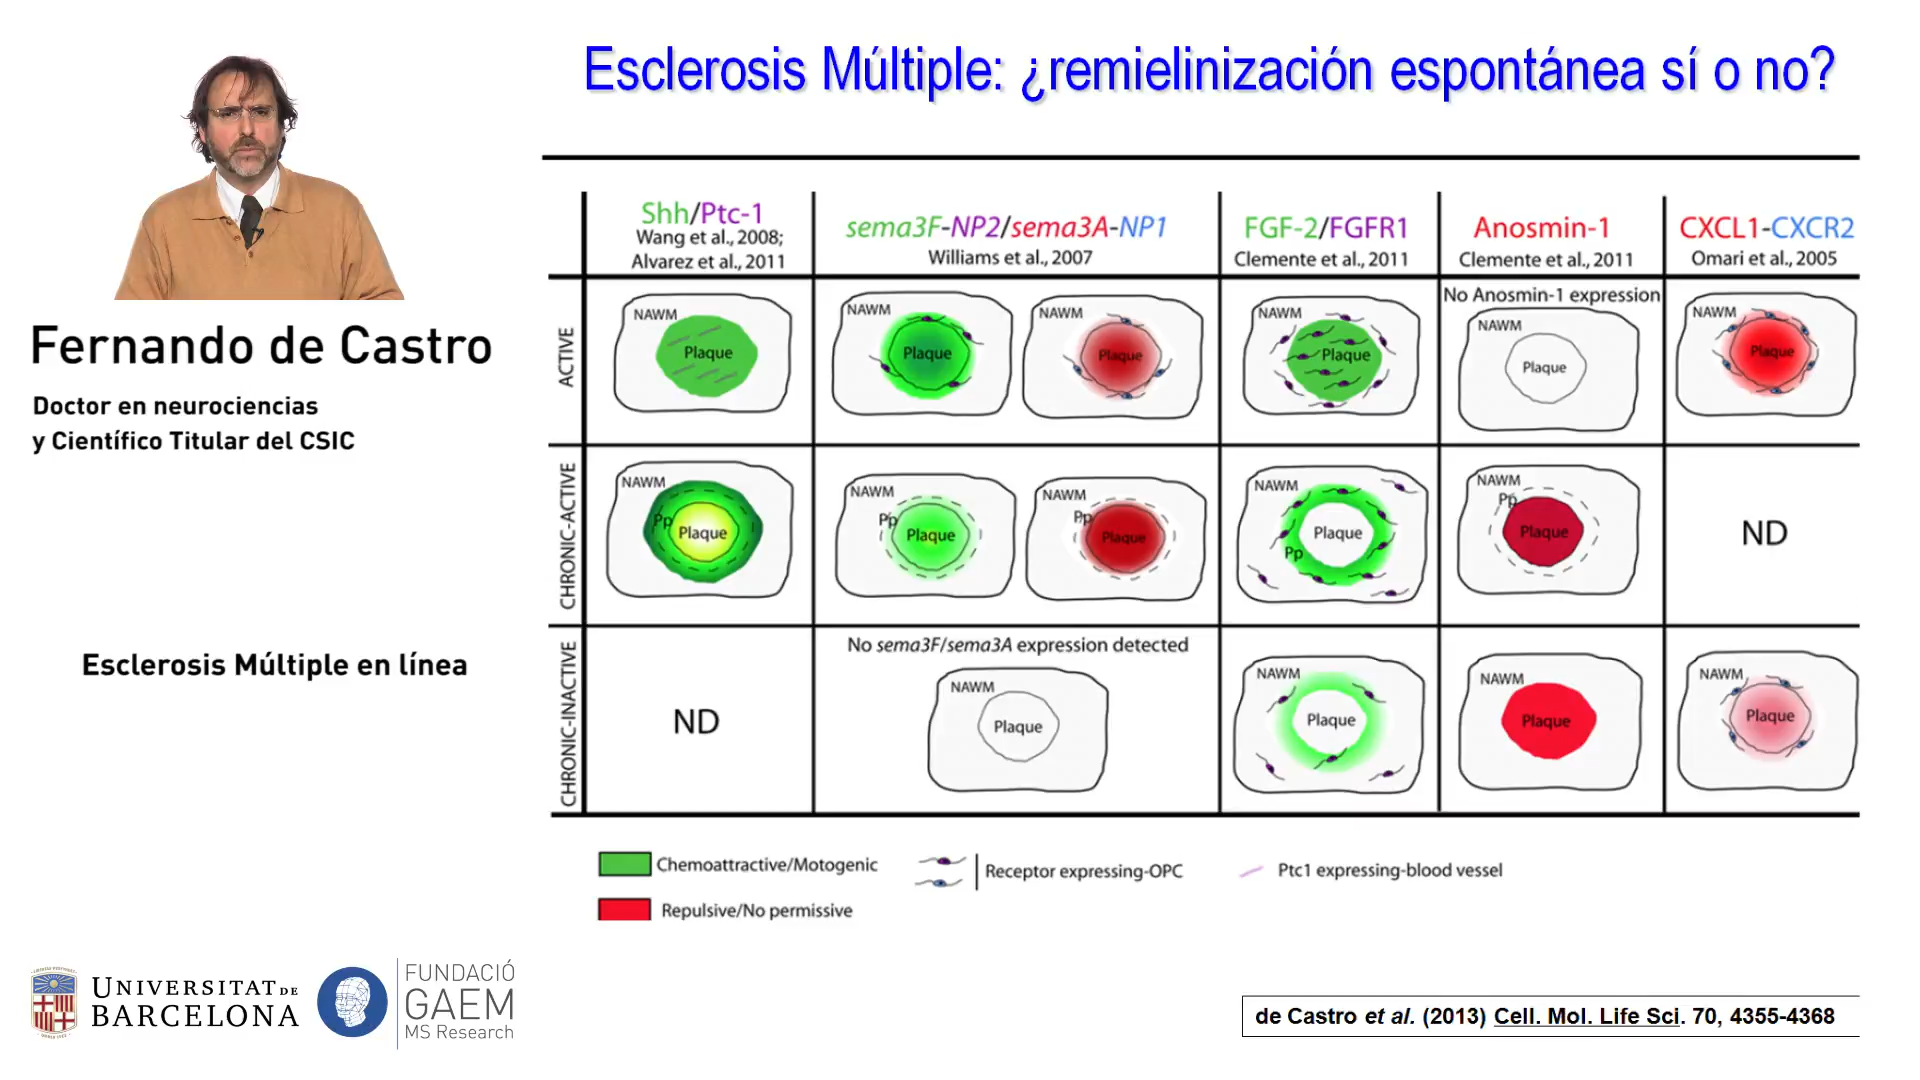 Esclerosis Múltiple: ¿remielinización espontánea sí o no?
Fernando de Castro
Doctor en neurociencias
y Científico Titular del CSIC
Esclerosis Múltiple en línea
Shh/Ptc-1
Wang et al., 2008;
Alvarez et al., 2011
sema3F-NP2/sema3A-NP1
Williams et al., 2007
FGF-2/FGFR1
Clemente et al., 2011
Anosmin-1
Clemente et al., 2011
CXCL1-CXCR2
Omari et al., 2005
ACTIVE
NAWM
Plaque
NAWM
Plaque
NAWM
Plaque
NAWM
Plaque
No Anosmin-1 expression
NAWM
Plaque
NAWM
Plaque
CHRONIC-ACTIVE
NAWM
Pp
Plaque
NAWM
Pp
Plaque
NAWM
Pp
Plaque
NAWM
Plaque
Pp
NAWM
Pp
Plaque
ND
CHRONIC-INACTIVE
ND
No sema3F/sema3A expression detected
NAWM
Plaque
NAWM
Plaque
NAWM
Plaque
NAWM
Plaque
Chemoattractive/Motogenic
Repulsive/No permissive
Receptor expressing-OPC
Ptc1 expressing-blood vessel
UNIVERSITAT DE
BARCELONA
FUNDACIÓ
GAEM
MS Research
de Castro et al. (2013) Cell. Mol. Life Sci. 70, 4355-4368